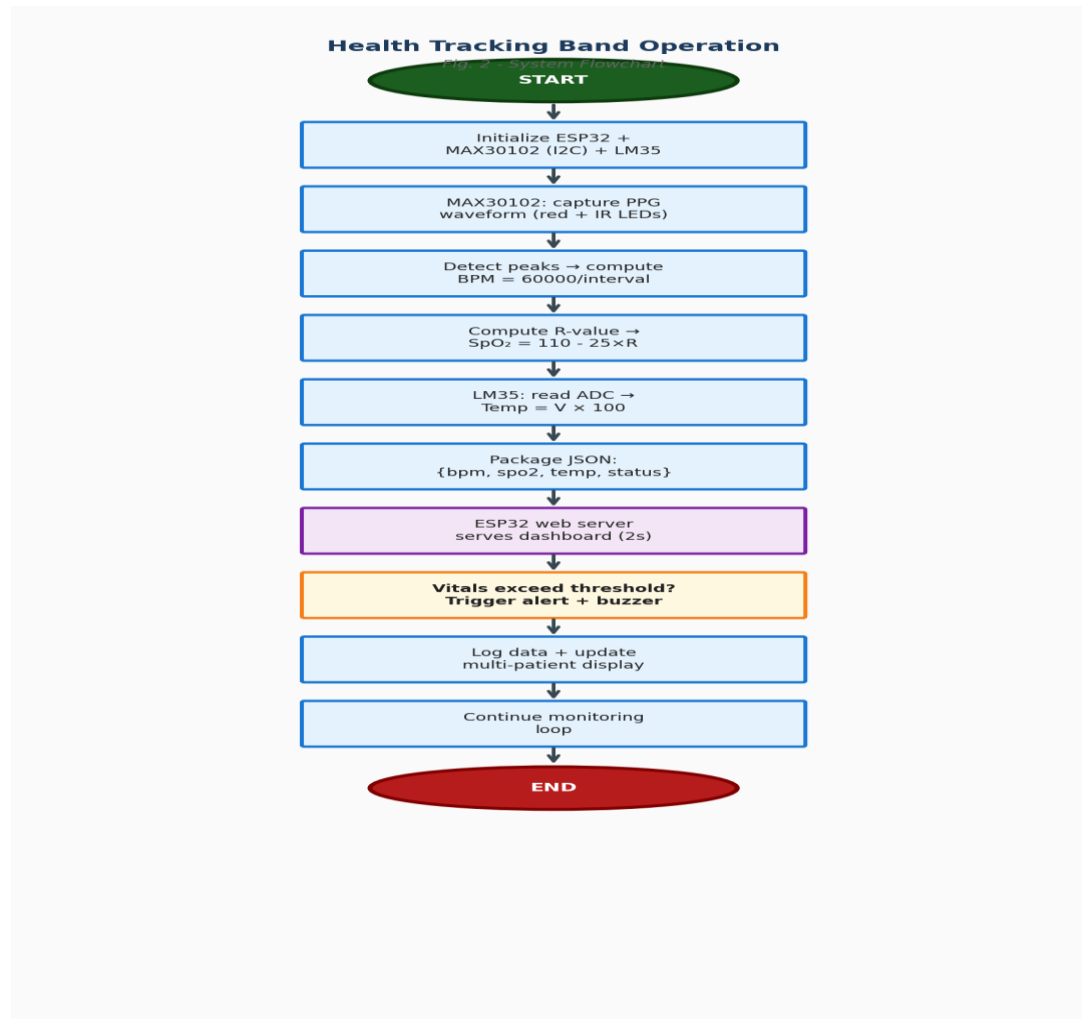 Health Tracking Band Operation
Fig. 2 - System Flowchart
START
Initialize ESP32 +
MAX30102 (I2C) + LM35
MAX30102: capture PPG
waveform (red + IR LEDs)
Detect peaks → compute
BPM = 60000/interval
Compute R-value →
SpO₂ = 110 - 25×R
LM35: read ADC →
Temp = V × 100
Package JSON:
{bpm, spo2, temp, status}
ESP32 web server
serves dashboard (2s)
Vitals exceed threshold?
Trigger alert + buzzer
Log data + update
multi-patient display
Continue monitoring
loop
END